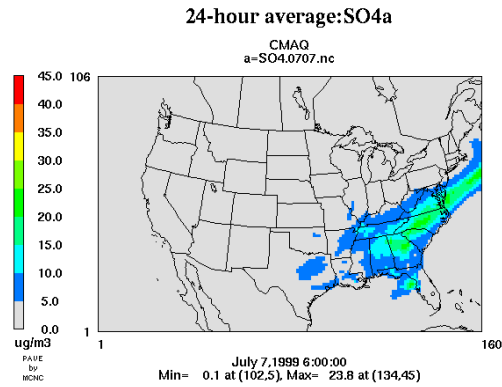 24-hour average:SO4a
CMAQ
a=SO4.0707.nc
45.0
40.0
35.0
30.0
25.0
20.0
15.0
10.0
5.0
0.0
ug/m3
PAVE
by
MCNC
106
1
1 160
July 7,1999 6:00:00
Min= 0.1 at (102,5), Max= 23.8 at (134,45)